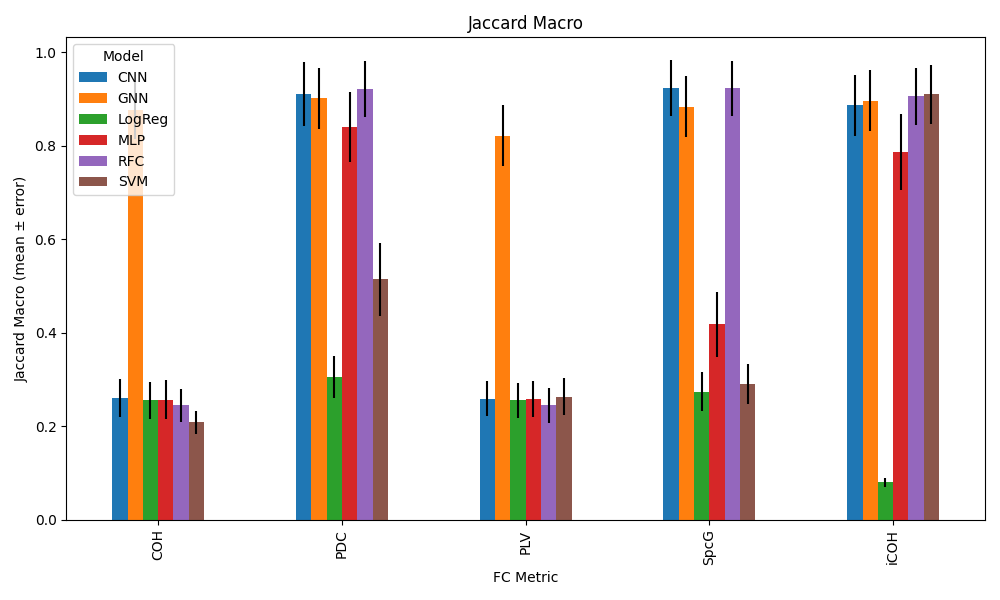 Jaccard Macro
Model
CNN
GNN
LogReg
MLP
RFC
SVM
Jaccard Macro (mean ± error)
1.0
0.8
0.6
0.4
0.2
0.0
COH
PDC
PLV
SpcG
iCOH
FC Metric